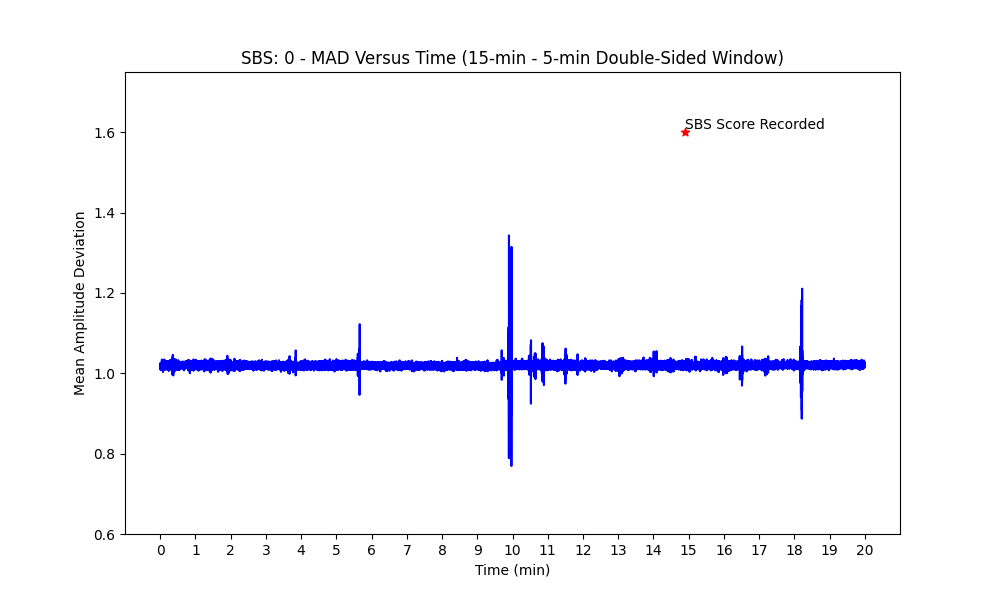 SBS: 0 - MAD Versus Time (15-min - 5-min Double-Sided Window)
SBS Score Recorded
Mean Amplitude Deviation
1.6
1.4
1.2
1.0
0.8
0.6
0 1 2 3 4 5 6 7 8 9 10 11 12 13 14 15 16 17 18 19 20
Time (min)